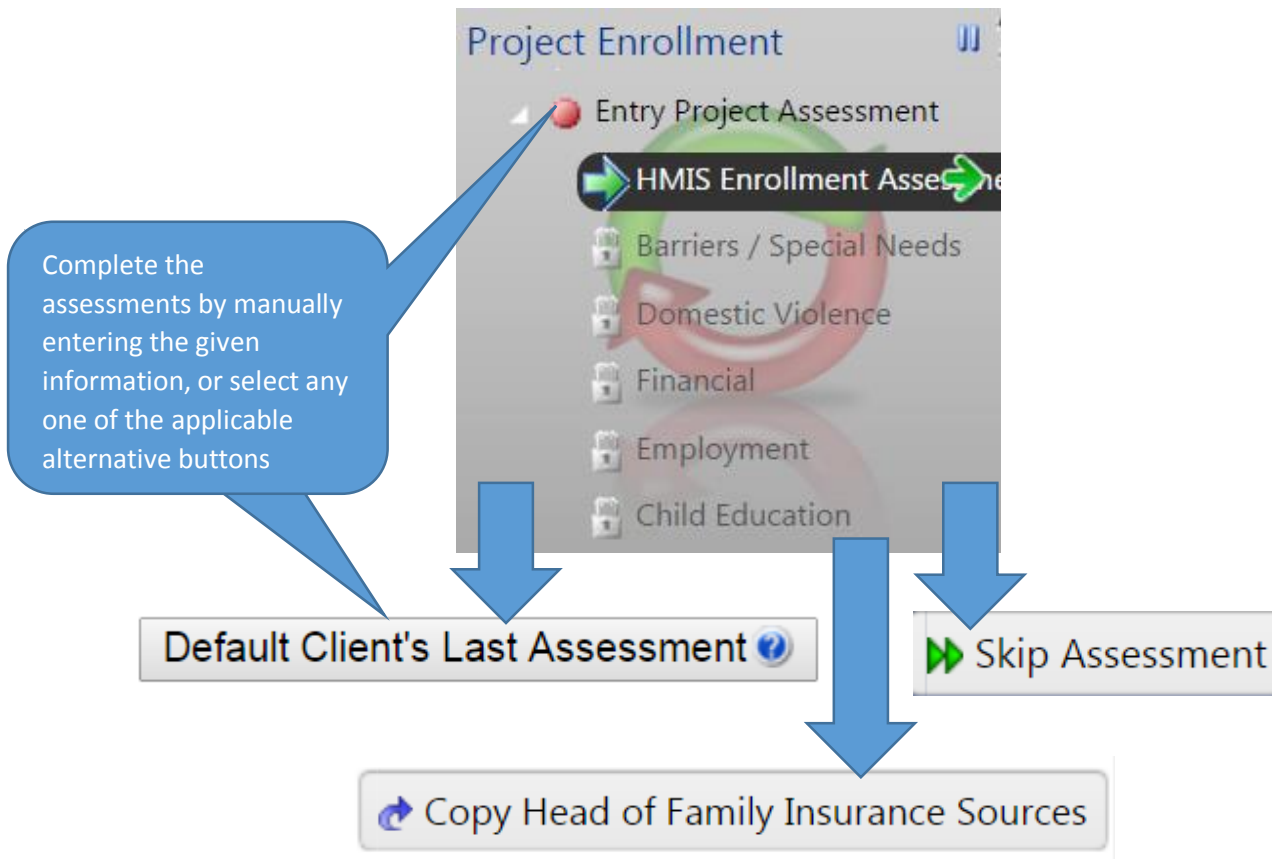 Project Enrollment
Entry Project Assessment
HMIS Enrollment
Barriers / Special Needs
Domestic Violence
Financial
Employment
Child Education
Complete the
assessments by manually
entering the given
information, or select any
one of the applicable
alternative buttons
Default Client's Last Assessment
Skip Assessment
Copy Head of Family Insurance Sources